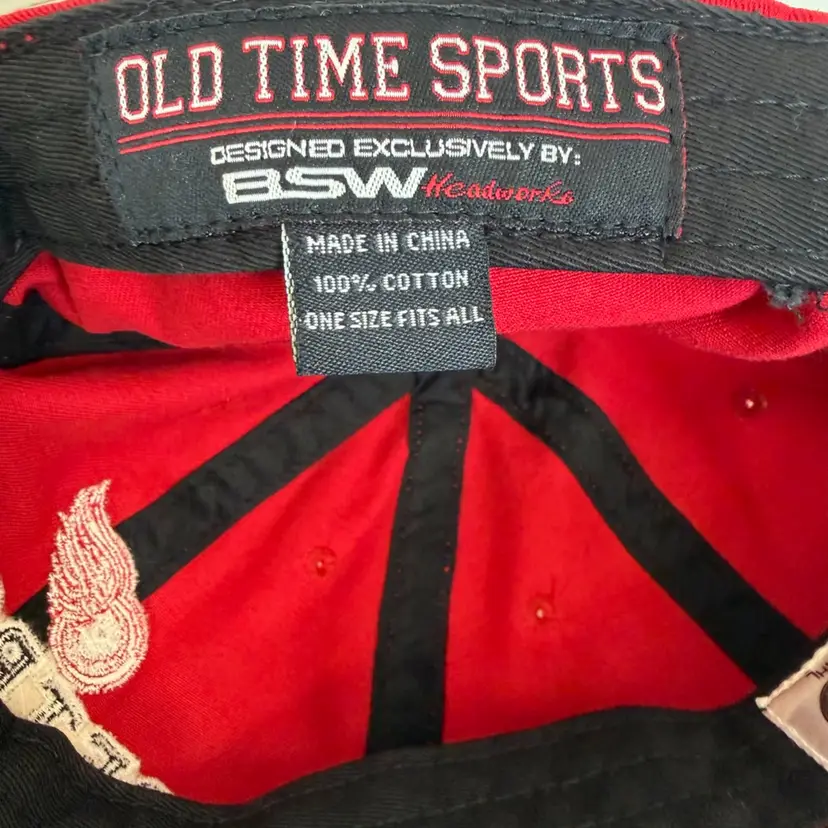 OLD TIME SPORTS
DESIGNED EXCLUSIVELY BY:
BSW Headworks
MADE IN CHINA
100% COTTON
ONE SIZE FITS ALL